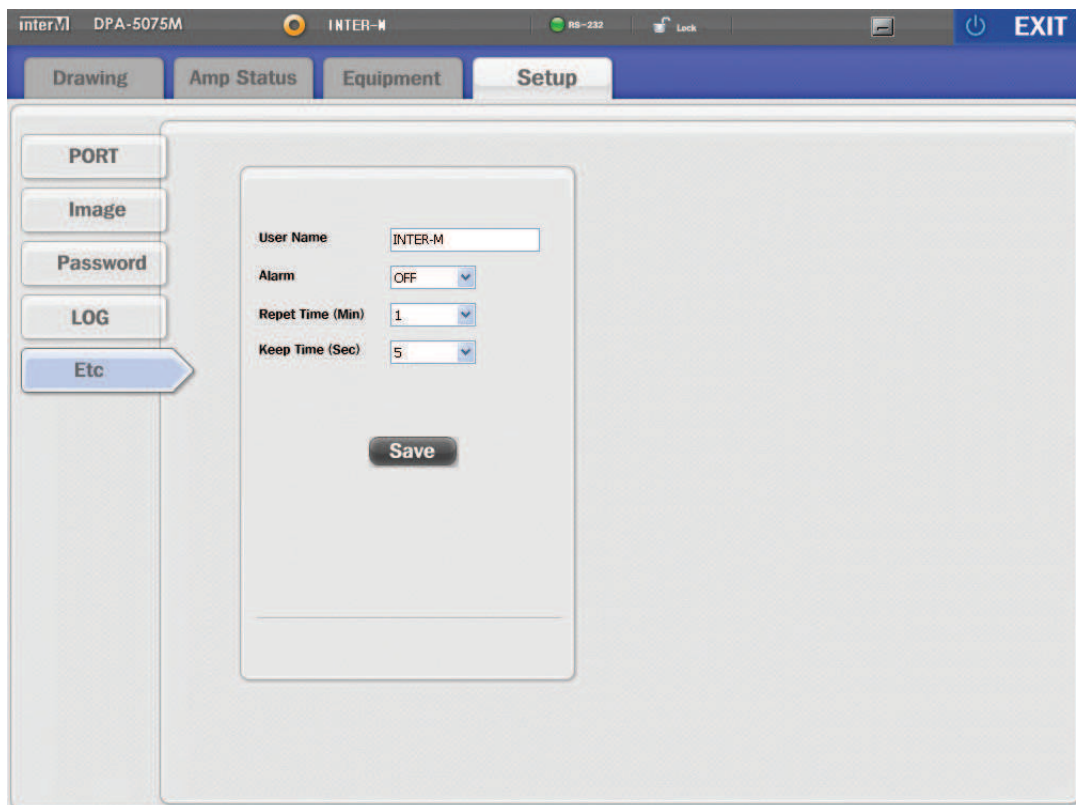 interM DPA-5075M INTER-M RS-232 Lock EXIT
Drawing Amp Status Equipment Setup
PORT
Image
Password
LOG
Etc
User Name INTER-M
Alarm OFF
Repet Time (Min) 1
Keep Time (Sec) 5
Save